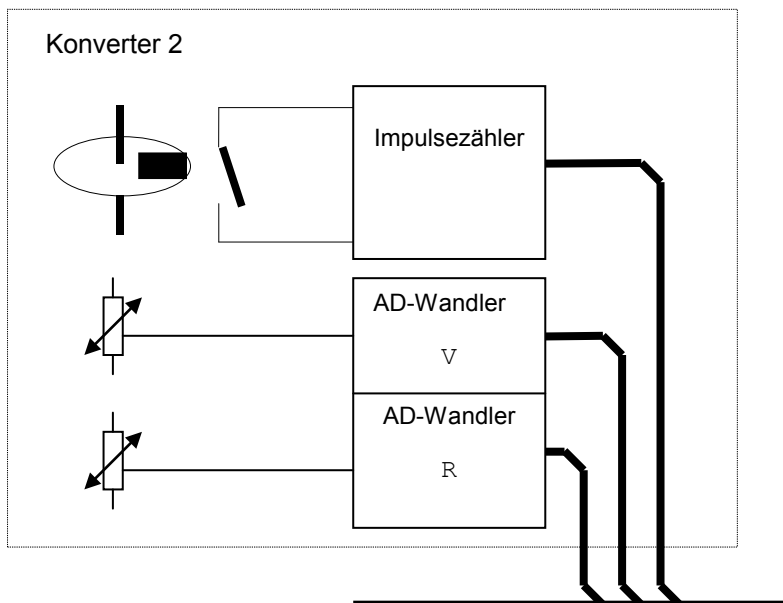 Konverter 2
Impulsezähler
AD-Wandler
V
AD-Wandler
R